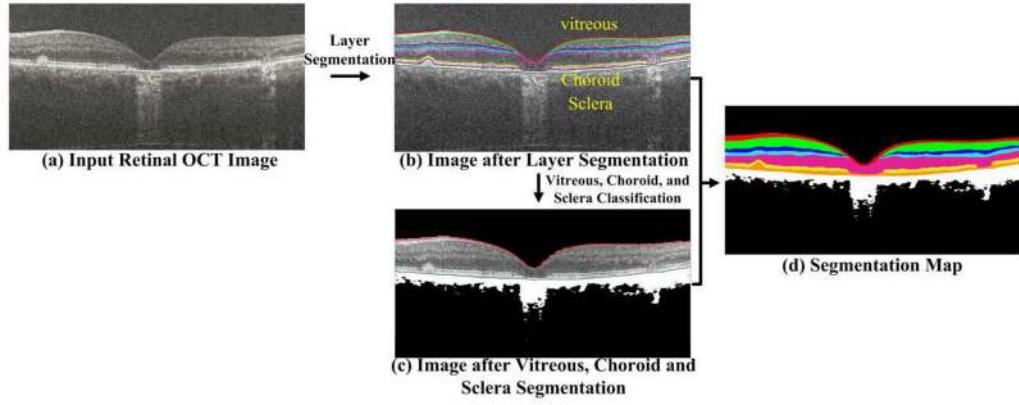 Layer
Segmentation
vitreous
Choroid
Sclera
(a) Input Retinal OCT Image
(b) Image after Layer Segmentation
Vitreous, Choroid, and
Sclera Classification
(d) Segmentation Map
(c) Image after Vitreous, Choroid and
Sclera Segmentation